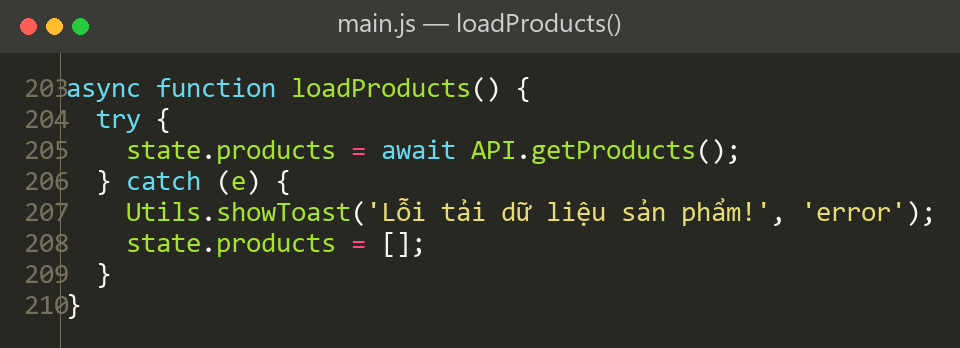 main.js — loadProducts()
203 async function loadProducts() {
204   try {
205     state.products = await API.getProducts();
206   } catch (e) {
207     Utils.showToast('Lỗi tải dữ liệu sản phẩm!', 'error');
208     state.products = [];
209   }
210 }